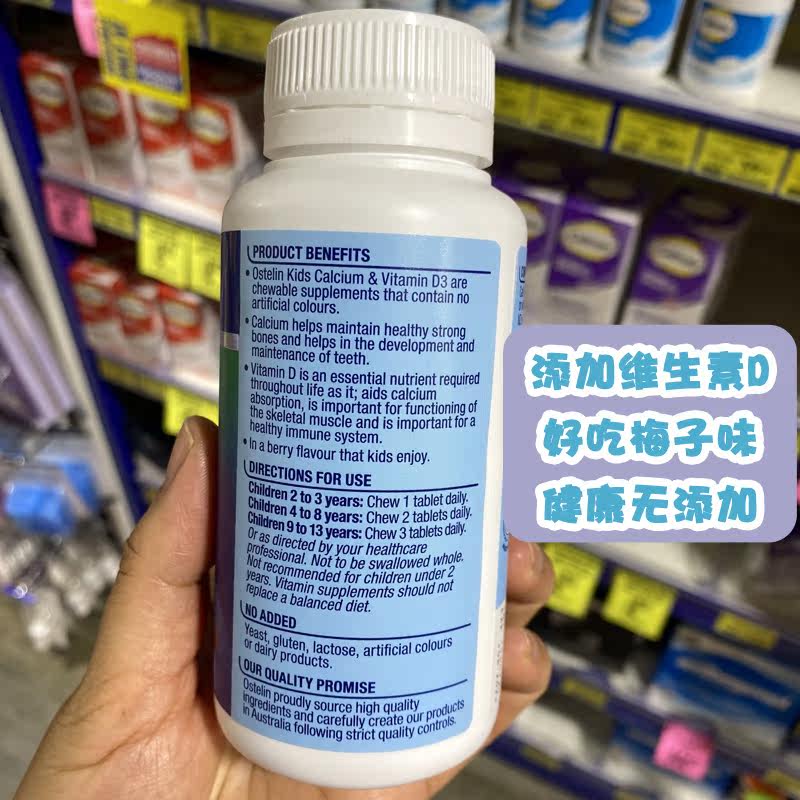 PRODUCT BENEFITS
• Ostelin Kids Calcium & Vitamin D3 are
chewable supplements that contain no
artificial colours.
• Calcium helps maintain healthy strong
bones and helps in the development and
maintenance of teeth.
• Vitamin D is an essential nutrient required
throughout life as it; aids calcium
absorption, is important for functioning of
the skeletal muscle and is important for a
healthy immune system.
• In a berry flavour that kids enjoy.
DIRECTIONS FOR USE
Children 2 to 3 years: Chew 1 tablet daily.
Children 4 to 8 years: Chew 2 tablets daily.
Children 9 to 13 years: Chew 3 tablets daily.
Or as directed by your healthcare
professional. Not to be swallowed whole.
Not recommended for children under 2
years. Vitamin supplements should not
replace a balanced diet.
NO ADDED
Yeast, gluten, lactose, artificial colours
or dairy products.
OUR QUALITY PROMISE
Ostelin proudly source high quality
ingredients and carefully create our products
in Australia following strict quality controls.
添加维生素D
好吃梅子味
健康无添加